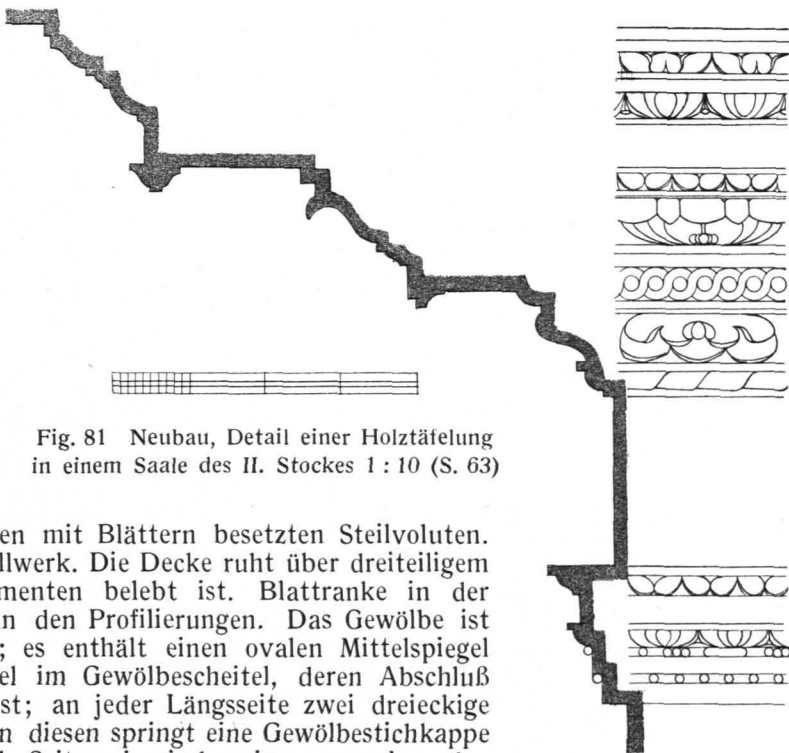 Fig. 81 Neubau, Detail einer Holztäfelung
in einem Saale des II. Stockes 1 : 10 (S. 63)
en mit Blättern besetzten Steilvoluten.
llwerk. Die Decke ruht über dreiteiligem
menten belebt ist. Blattranke in der
n den Profilierungen. Das Gewölbe ist
; es enthält einen ovalen Mittelspiegel
el im Gewölbescheitel, deren Abschluß
st; an jeder Längsseite zwei dreieckige
n diesen springt eine Gewölbestichkappe